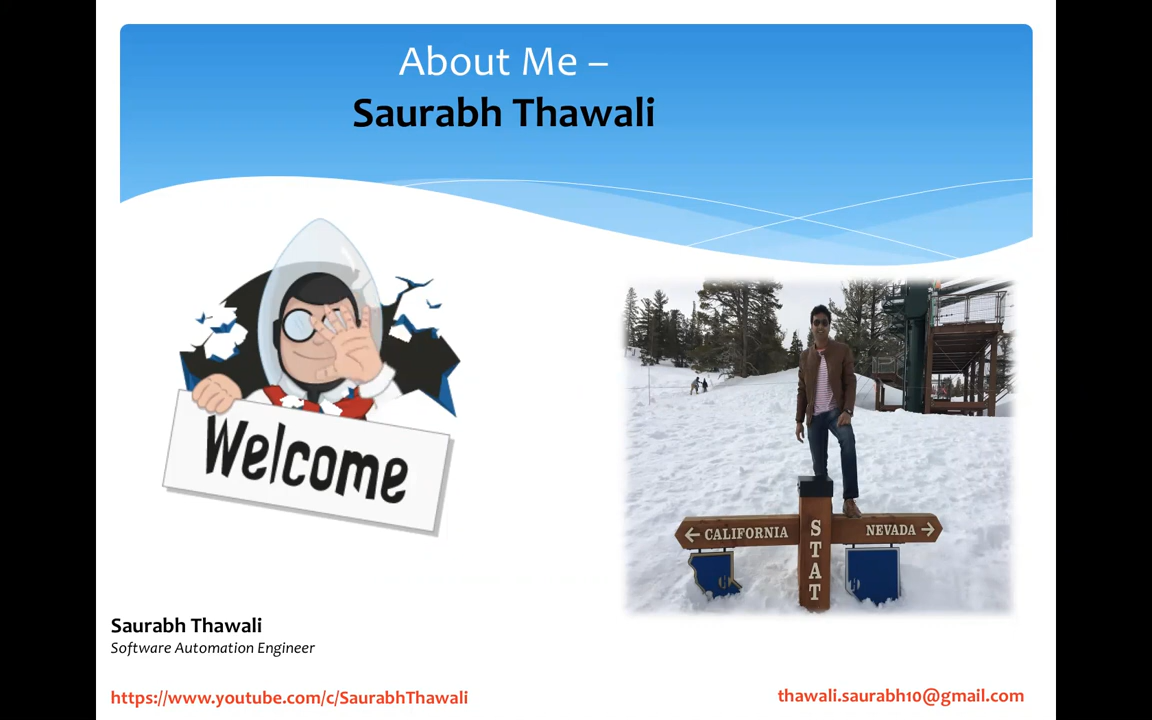 About Me –
Saurabh Thawali
Welcome
← CALIFORNIA
NEVADA →
STAT
Saurabh Thawali
Software Automation Engineer
https://www.youtube.com/c/SaurabhThawali
thawali.saurabh10@gmail.com